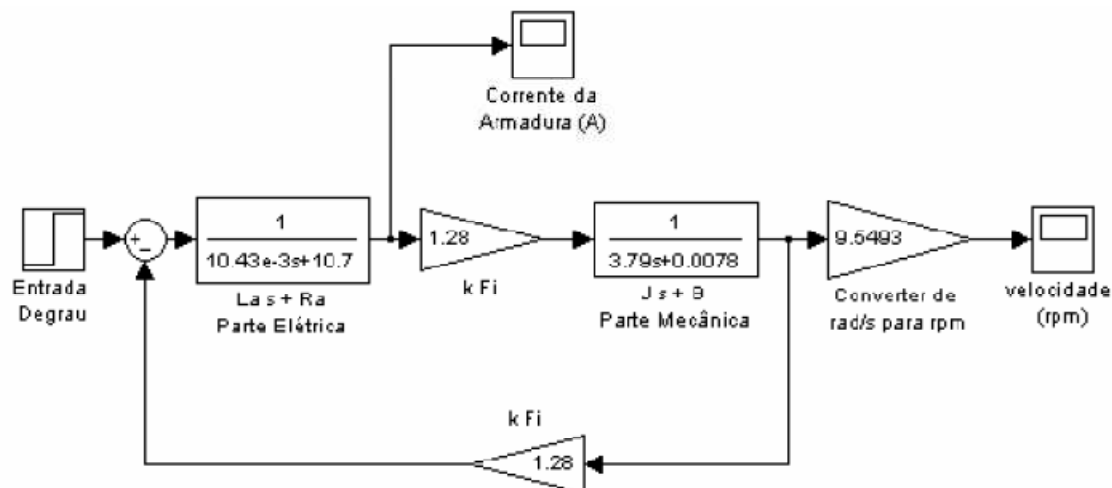 Corrente da
Armadura (A)
Entrada
Degrau
+
−
1
10.43e-3s+10.7
La s + Ra
Parte Elétrica
1.28
k Fi
1
3.79s+0.0078
J s + B
Parte Mecânica
9.5493
Converter de
rad/s para rpm
velocidade
(rpm)
k Fi
1.28